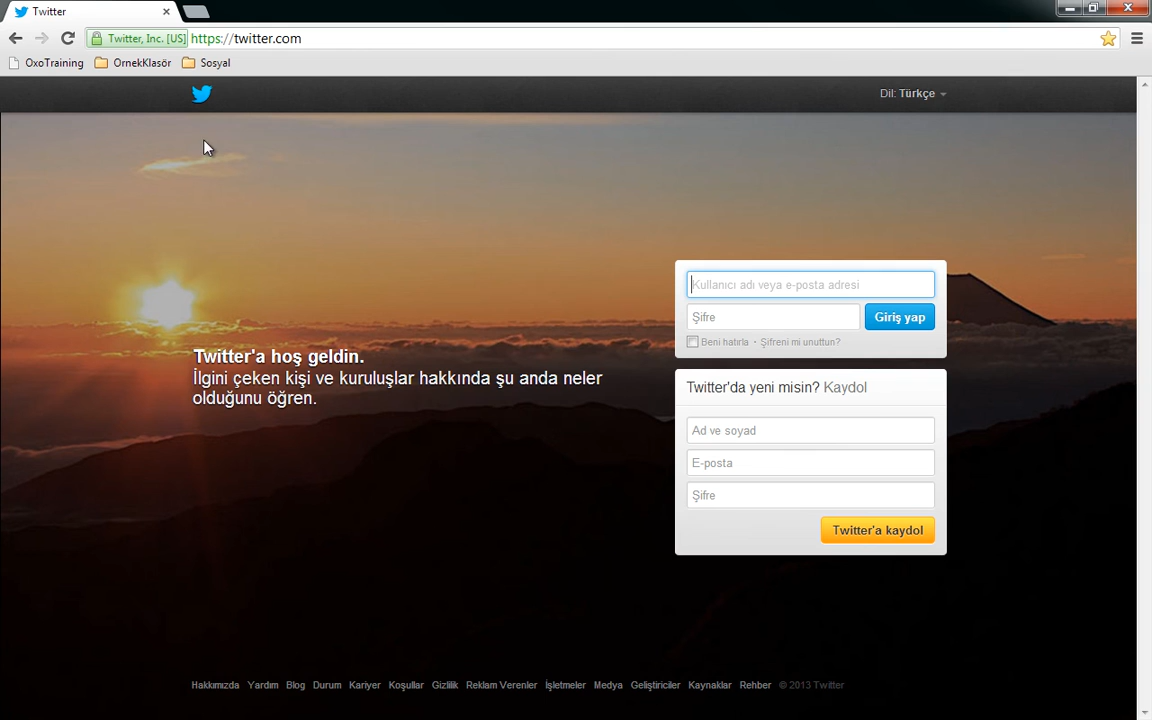 Twitter
Twitter, Inc. [US] https://twitter.com
OxoTraining OrnekKlasör Sosyal
Dil: Türkçe
Kullanıcı adı veya e-posta adresi
Şifre Giriş yap
Beni hatırla · Şifreni mi unuttun?
Twitter'a hoş geldin.
İlgini çeken kişi ve kuruluşlar hakkında şu anda neler
olduğunu öğren.
Twitter'da yeni misin? Kaydol
Ad ve soyad
E-posta
Şifre
Twitter'a kaydol
Hakkımızda Yardım Blog Durum Kariyer Koşullar Gizlilik Reklam Verenler İşletmeler Medya Geliştiriciler Kaynaklar Rehber © 2013 Twitter